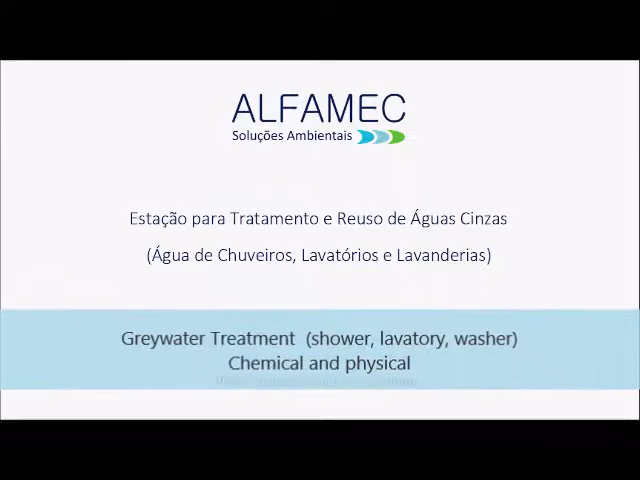 ALFAMEC
Soluções Ambientais
Estação para Tratamento e Reuso de Águas Cinzas
(Água de Chuveiros, Lavatórios e Lavanderias)
Greywater Treatment (shower, lavatory, washer)
Chemical and physical